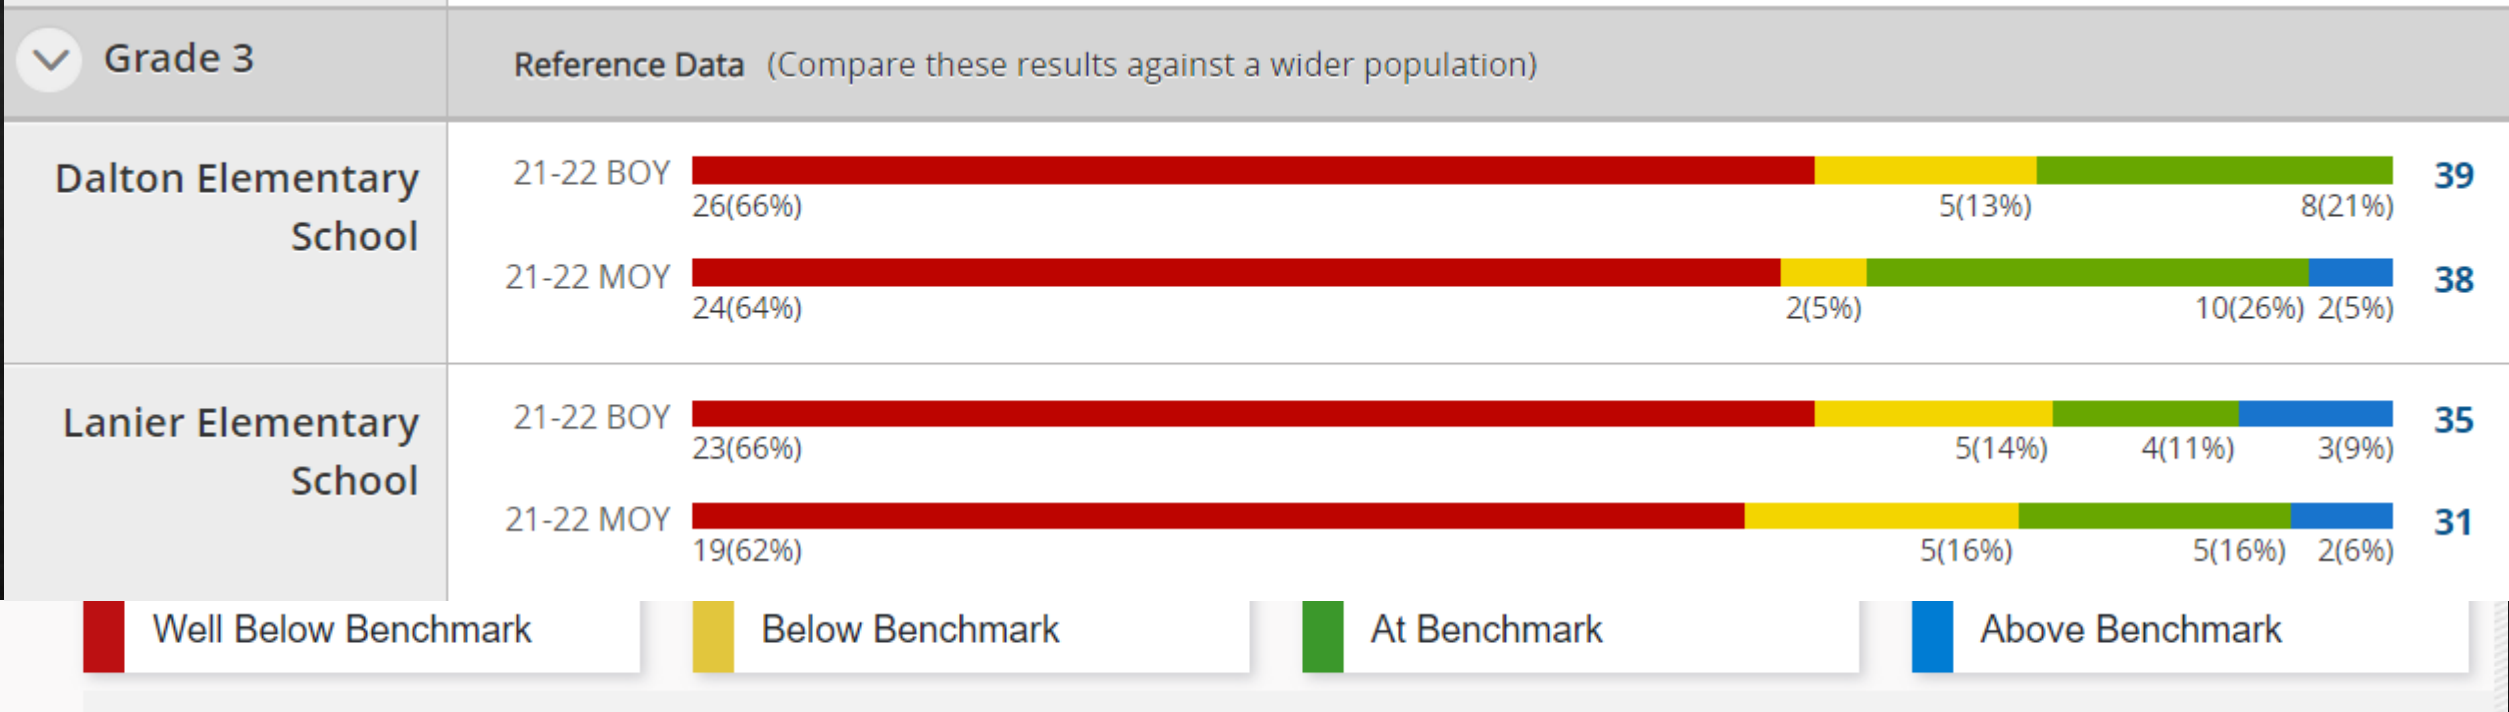 Grade 3
Reference Data (Compare these results against a wider population)
Dalton Elementary
School
21-22 BOY
39
26(66%) 5(13%) 8(21%)
21-22 MOY
38
24(64%) 2(5%) 10(26%) 2(5%)
Lanier Elementary
School
21-22 BOY
35
23(66%) 5(14%) 4(11%) 3(9%)
21-22 MOY
31
19(62%) 5(16%) 5(16%) 2(6%)
Well Below Benchmark
Below Benchmark
At Benchmark
Above Benchmark